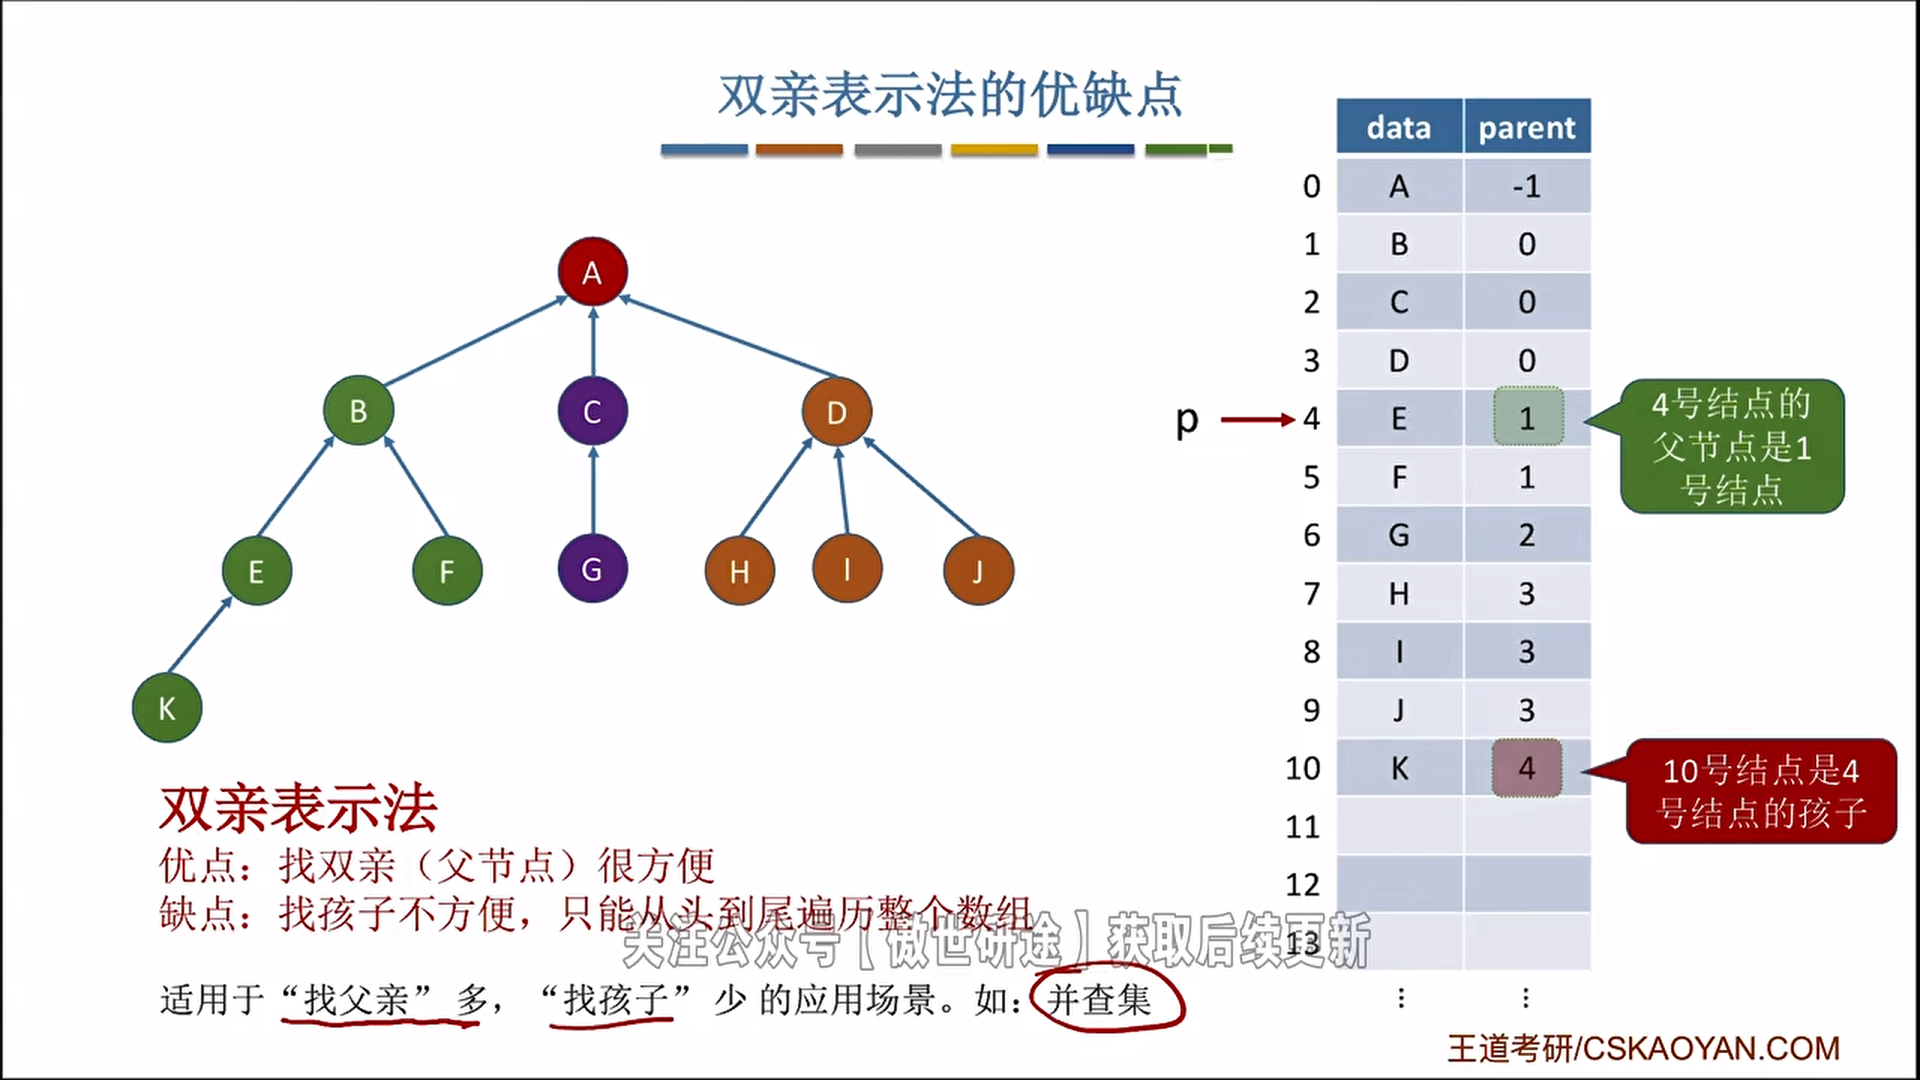 双亲表示法的优缺点
A
B
C
D
E
F
G
H
I
J
K
data parent
0 A -1
1 B 0
2 C 0
3 D 0
p 4 E 1
5 F 1
6 G 2
7 H 3
8 I 3
9 J 3
10 K 4
11
12
13
⋮ ⋮
4号结点的
父节点是1
号结点
10号结点是4
号结点的孩子
双亲表示法
优点：找双亲（父节点）很方便
缺点：找孩子不方便，只能从头到尾遍历整个数组
关注公众号【傲世研途】获取后续更新
适用于“找父亲”多，“找孩子”少 的应用场景。如：并查集
王道考研/CSKAOYAN.COM